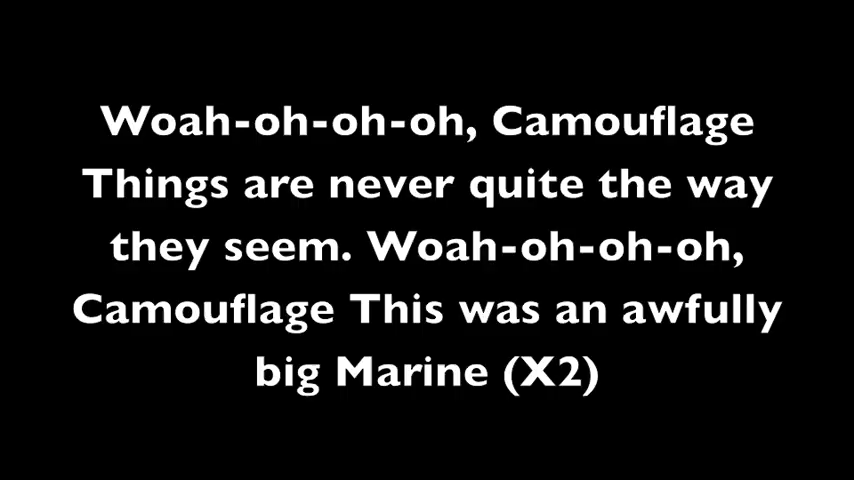 Woah-oh-oh-oh, Camouflage
Things are never quite the way
they seem. Woah-oh-oh-oh,
Camouflage This was an awfully
big Marine (X2)